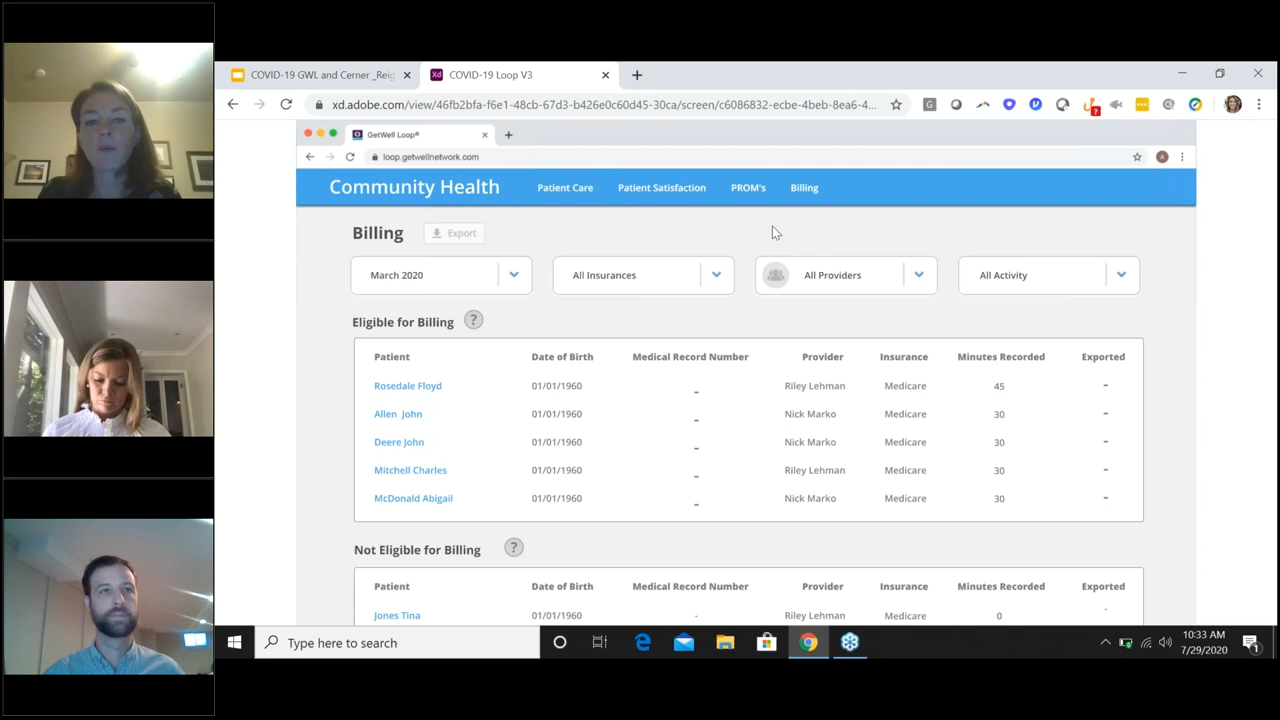 COVID-19 GWL and Cerner _Reig
COVID-19 Loop V3
xd.adobe.com/view/46fb2bfa-f6e1-48cb-67d3-b426e0c60d45-30ca/screen/c6086832-ecbe-4beb-8ea6-4...
GetWell Loop®
loop.getwellnetwork.com
Community Health Patient Care Patient Satisfaction PROM's Billing
Billing Export
March 2020 All Insurances All Providers All Activity
Eligible for Billing ?
Patient Date of Birth Medical Record Number Provider Insurance Minutes Recorded Exported
Rosedale Floyd 01/01/1960 - Riley Lehman Medicare 45 -
Allen John 01/01/1960 - Nick Marko Medicare 30 -
Deere John 01/01/1960 - Nick Marko Medicare 30 -
Mitchell Charles 01/01/1960 - Riley Lehman Medicare 30 -
McDonald Abigail 01/01/1960 - Nick Marko Medicare 30 -
Not Eligible for Billing ?
Patient Date of Birth Medical Record Number Provider Insurance Minutes Recorded Exported
Jones Tina 01/01/1960 - Riley Lehman Medicare 0 -
Type here to search
10:33 AM
7/29/2020